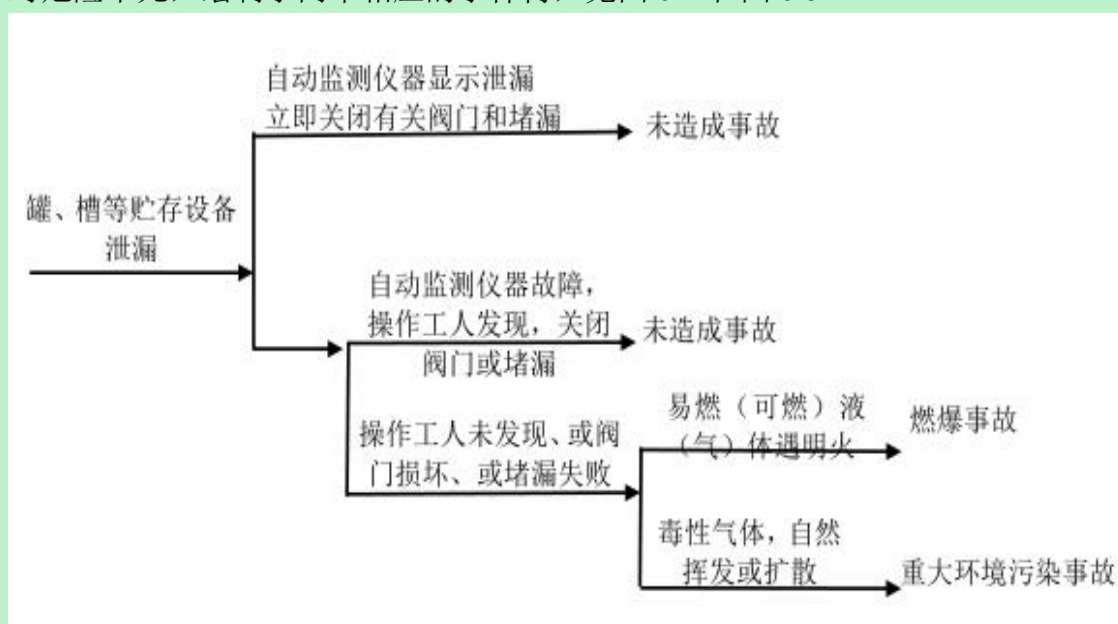 自动监测仪器显示泄漏
立即关闭有关阀门和堵漏
未造成事故
罐、槽等贮存设备
泄漏
自动监测仪器故障，
操作工人发现，关闭
阀门或堵漏
未造成事故
操作工人未发现、或阀
门损坏、或堵漏失败
易燃（可燃）液
（气）体遇明火
燃爆事故
毒性气体，自然
挥发或扩散
重大环境污染事故